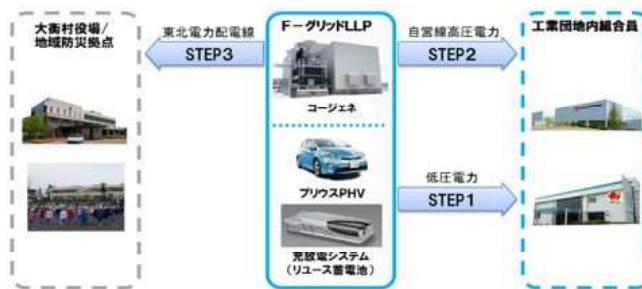 大衡村役場/
地域防災拠点
東北電力配電線
STEP3
F-グリッドLLP
コージェネ
プリウスPHV
充放電システム
(リユース蓄電池)
自営線高圧電力
STEP2
低圧電力
STEP1
工業団地内組合員